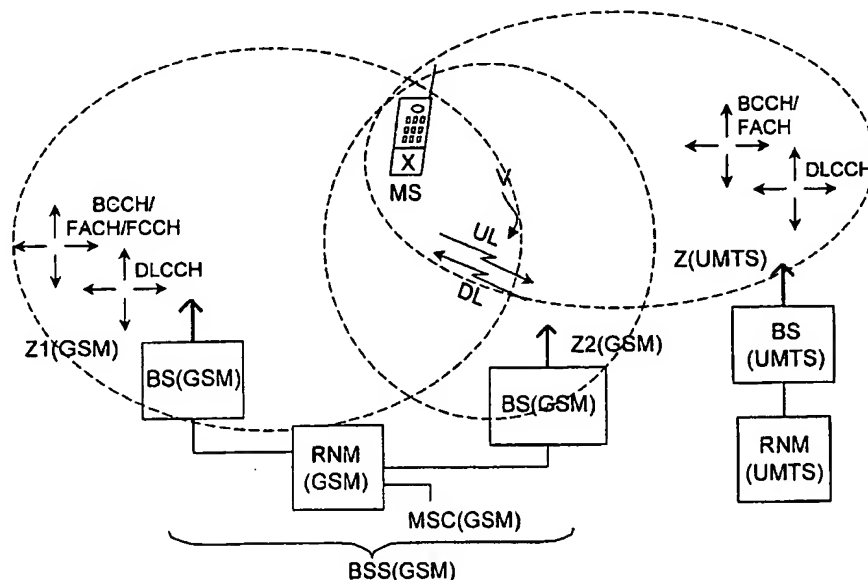 BCCH/
FACH
DLCCH
X
MS
V
BCCH/
FACH/FCCH
DLCCH
UL
DL
Z(UMTS)
Z1(GSM)
Z2(GSM)
BS(GSM)
BS(GSM)
BS
(UMTS)
RNM
(GSM)
RNM
(UMTS)
MSC(GSM)
BSS(GSM)